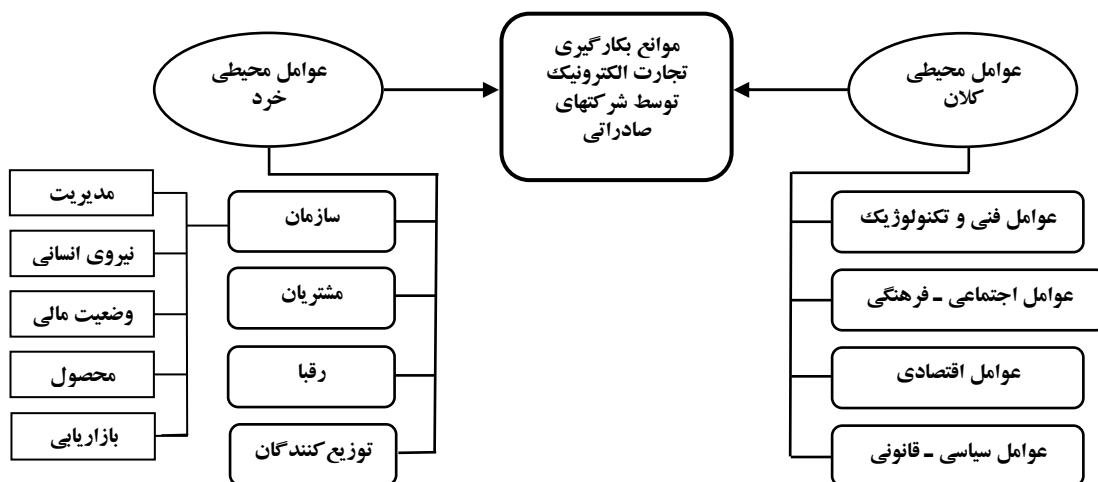 موانع بکارگیری
تجارت الکترونیک
توسط شرکتهای
صادراتی
عوامل محیطی
کلان
عوامل فنی و تکنولوژیک
عوامل اجتماعی ـ فرهنگی
عوامل اقتصادی
عوامل سیاسی ـ قانونی
عوامل محیطی
خرد
سازمان
مشتریان
رقبا
توزیع کنندگان
مدیریت
نیروی انسانی
وضعیت مالی
محصول
بازاریابی